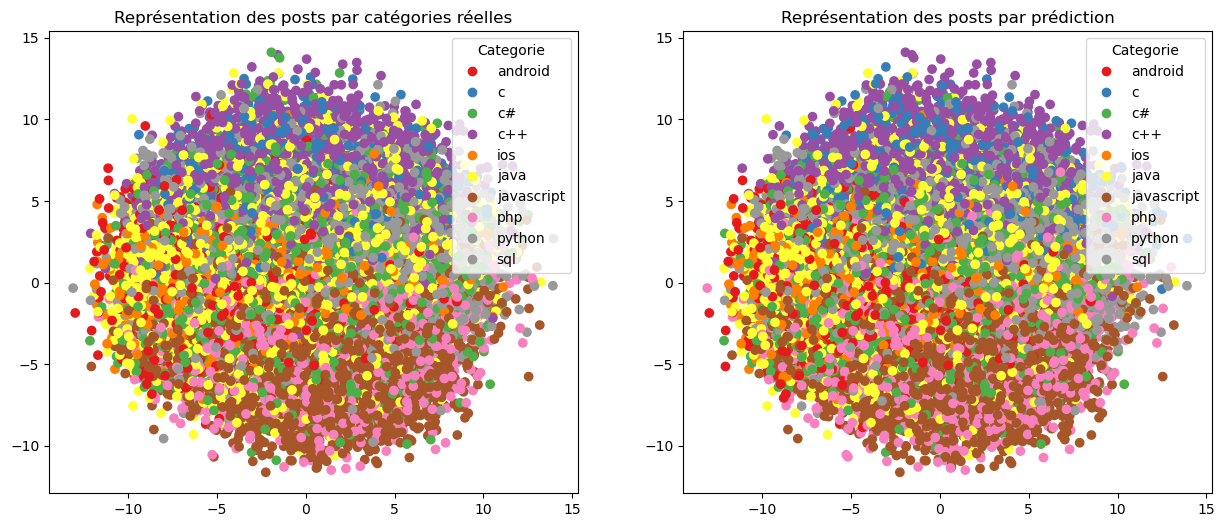 Représentation des posts par catégories réelles
Categorie
android
c
c#
c++
ios
java
javascript
php
python
sql
15
10
5
0
−5
−10
−10
−5
0
5
10
15
Représentation des posts par prédiction
Categorie
android
c
c#
c++
ios
java
javascript
php
python
sql
15
10
5
0
−5
−10
−10
−5
0
5
10
15